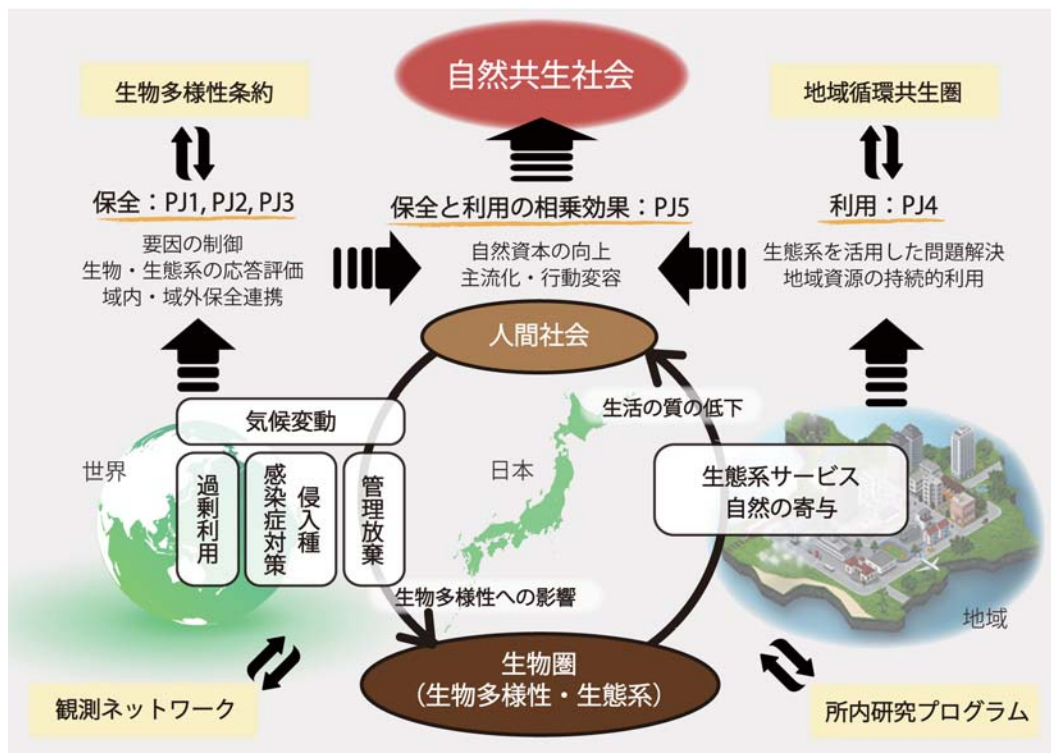 自然共生社会
生物多様性条約
地域循環共生圏
保全：PJ1, PJ2, PJ3
保全と利用の相乗効果：PJ5
利用：PJ4
要因の制御
生物・生態系の応答評価
域内・域外保全連携
自然資本の向上
主流化・行動変容
生態系を活用した問題解決
地域資源の持続的利用
人間社会
気候変動
世界
過剰利用
侵入種
感染症対策
管理放棄
日本
生活の質の低下
生態系サービス
自然の寄与
生物多様性への影響
地域
生物圏
（生物多様性・生態系）
観測ネットワーク
所内研究プログラム